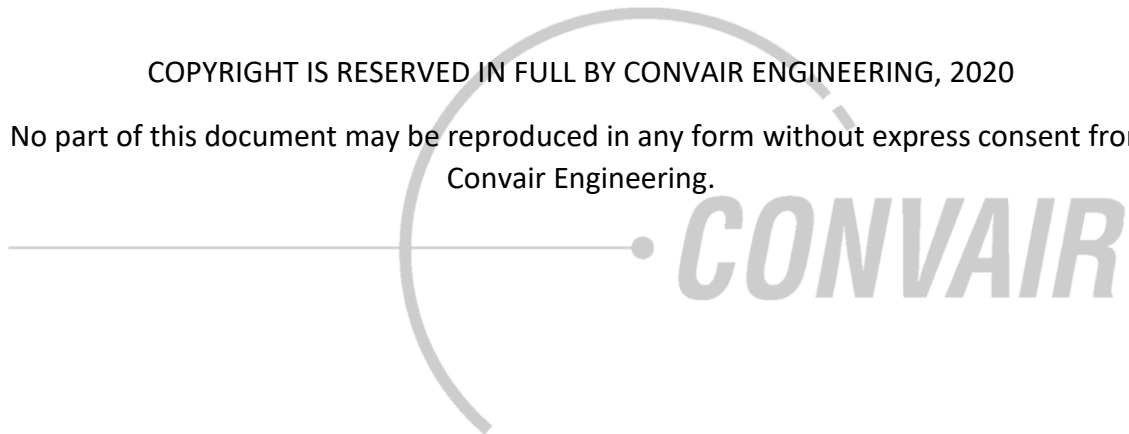 COPYRIGHT IS RESERVED IN FULL BY CONVAIR ENGINEERING, 2020
No part of this document may be reproduced in any form without express consent fro
Convair Engineering.
CONVAIR